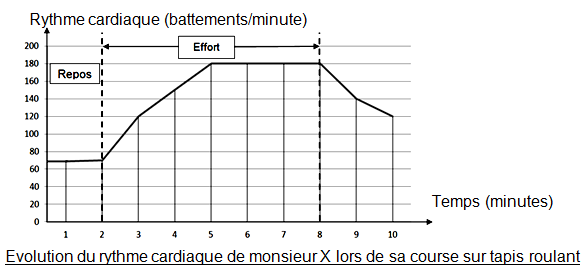 Rythme cardiaque (battements/minute)
200
Effort
180
Repos
160
140
120
100
80
60
40
20
0
Temps (minutes)
1 2 3 4 5 6 7 8 9 10
Evolution du rythme cardiaque de monsieur X lors de sa course sur tapis roulant